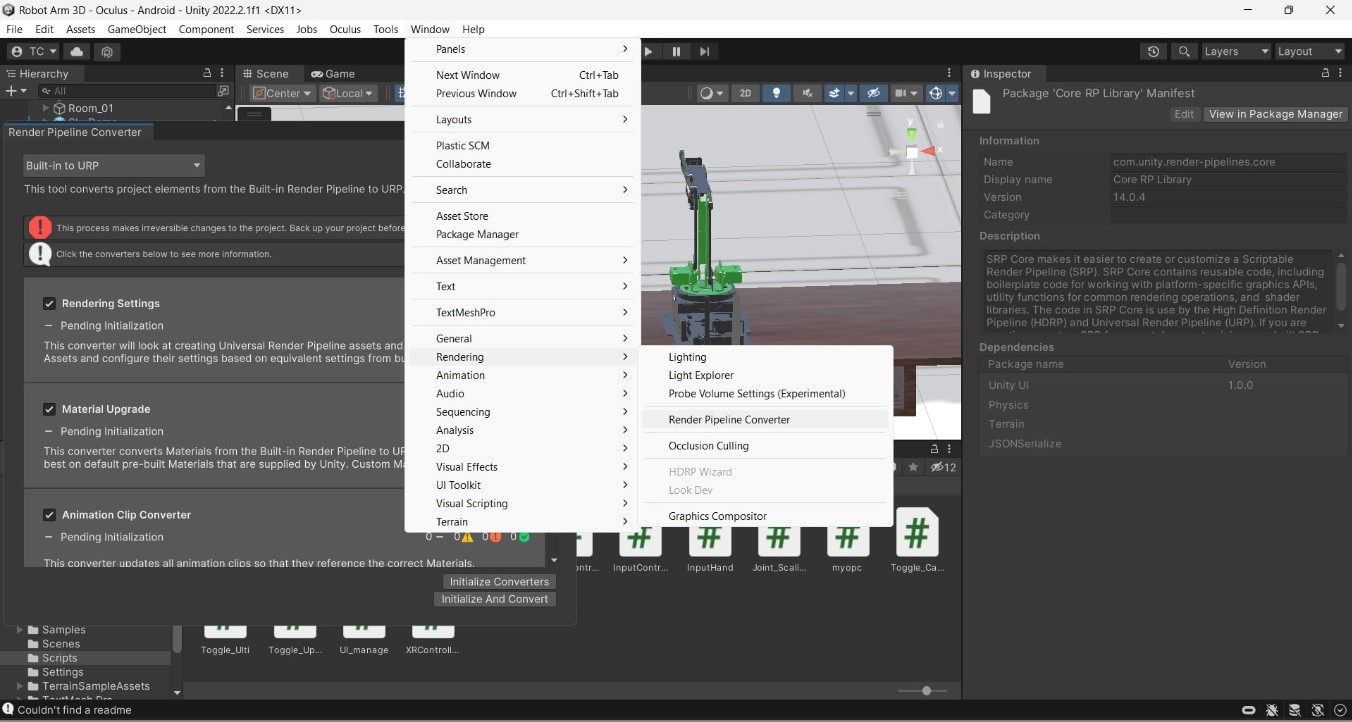 Robot Arm 3D - Oculus - Android - Unity 2022.2.1f1 <DX11>
File Edit Assets GameObject Component Services Jobs Oculus Tools Window Help
TC
Layers
Layout
Hierarchy
All
Room_01
Scene
Game
Center
Local
2D
Render Pipeline Converter
Built-in to URP
This tool converts project elements from the Built-in Render Pipeline to URP.
This process makes irreversible changes to the project. Back up your project before
Click the converters below to see more information.
Rendering Settings
Pending Initialization
This converter will look at creating Universal Render Pipeline assets and
Assets and configure their settings based on equivalent settings from
Material Upgrade
Pending Initialization
This converter converts Materials from the Built-in Render Pipeline to
best on default pre-built Materials that are supplied by Unity. Custom
Animation Clip Converter
Pending Initialization
0 – 0 0 0
This converter updates all animation clips so that they reference the correct Materials.
Initialize Converters
Initialize And Convert
Panels
Next Window Ctrl+Tab
Previous Window Ctrl+Shift+Tab
Layouts
Plastic SCM
Collaborate
Search
Asset Store
Package Manager
Asset Management
Text
TextMeshPro
General
Rendering
Animation
Audio
Sequencing
Analysis
2D
Visual Effects
UI Toolkit
Visual Scripting
Terrain
Lighting
Light Explorer
Probe Volume Settings (Experimental)
Render Pipeline Converter
Occlusion Culling
HDRP Wizard
Look Dev
Graphics Compositor
y
x
12
InputContr...
InputHand
Joint_Scali...
myopc
Toggle_Ca...
Toggle_Ulti
Toggle_Up...
UI_manage
XRControll...
Samples
Scenes
Scripts
Settings
TerrainSampleAssets
Couldn't find a readme
Inspector
Package 'Core RP Library' Manifest
Edit
View in Package Manager
Information
Name com.unity.render-pipelines.core
Display name Core RP Library
Version 14.0.4
Category
Description
SRP Core makes it easier to create or customize a Scriptable
Render Pipeline (SRP). SRP Core contains reusable code, including
boilerplate code for working with platform-specific graphics APIs,
utility functions for common rendering operations, and shader
libraries. The code in SRP Core is use by the High Definition Render
Pipeline (HDRP) and Universal Render Pipeline (URP). If you are
Dependencies
Package name Version
Unity UI 1.0.0
Physics
Terrain
JSONSerialize